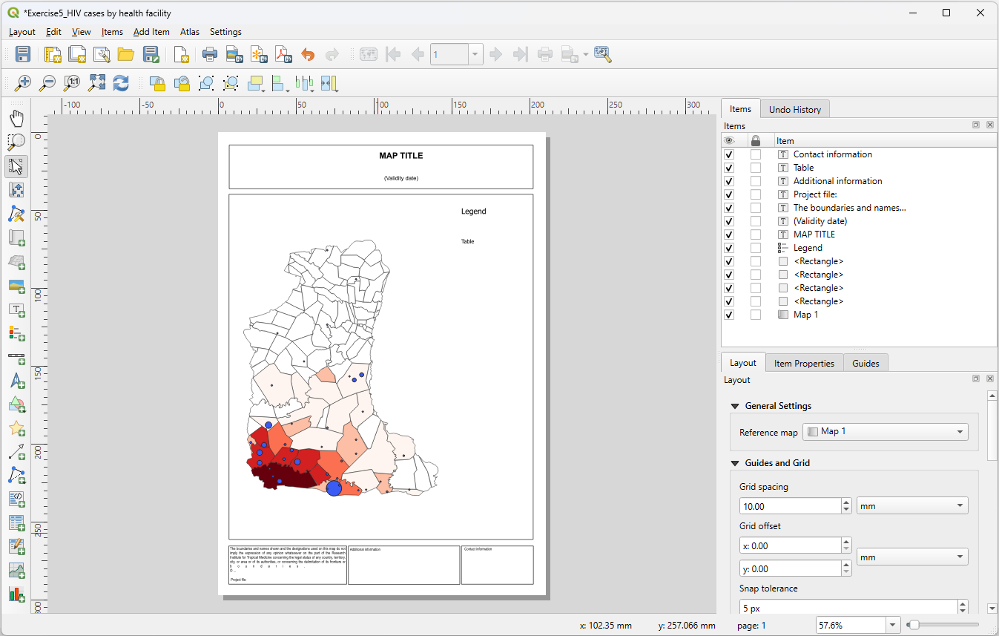 *Exercise5_HIV cases by health facility
Layout Edit View Items Add Item Atlas Settings
1
1:1
-100 -50 0 50 100 150 200 250 300
0
50
100
150
200
250
300
MAP TITLE
(Validity date)
Legend
Table
The boundaries and names shown and the designations used on this map do not
imply the expression of any opinion whatsoever on the part of the Research
Institute for Tropical Medicine concerning the legal status of any country, territory,
city, or area or of its authorities, or concerning the delimitation of its frontiers or
b o u n d a r i e s .
Project file:
Additional information
Contact information
Items Undo History
Items
Item
Contact information
Table
Additional information
Project file:
The boundaries and names...
(Validity date)
MAP TITLE
Legend
<Rectangle>
<Rectangle>
<Rectangle>
<Rectangle>
Map 1
Layout Item Properties Guides
Layout
General Settings
Reference map Map 1
Guides and Grid
Grid spacing
10.00 mm
Grid offset
x: 0.00
mm
y: 0.00
Snap tolerance
5 px
x: 102.35 mm y: 257.066 mm page: 1 57.6%